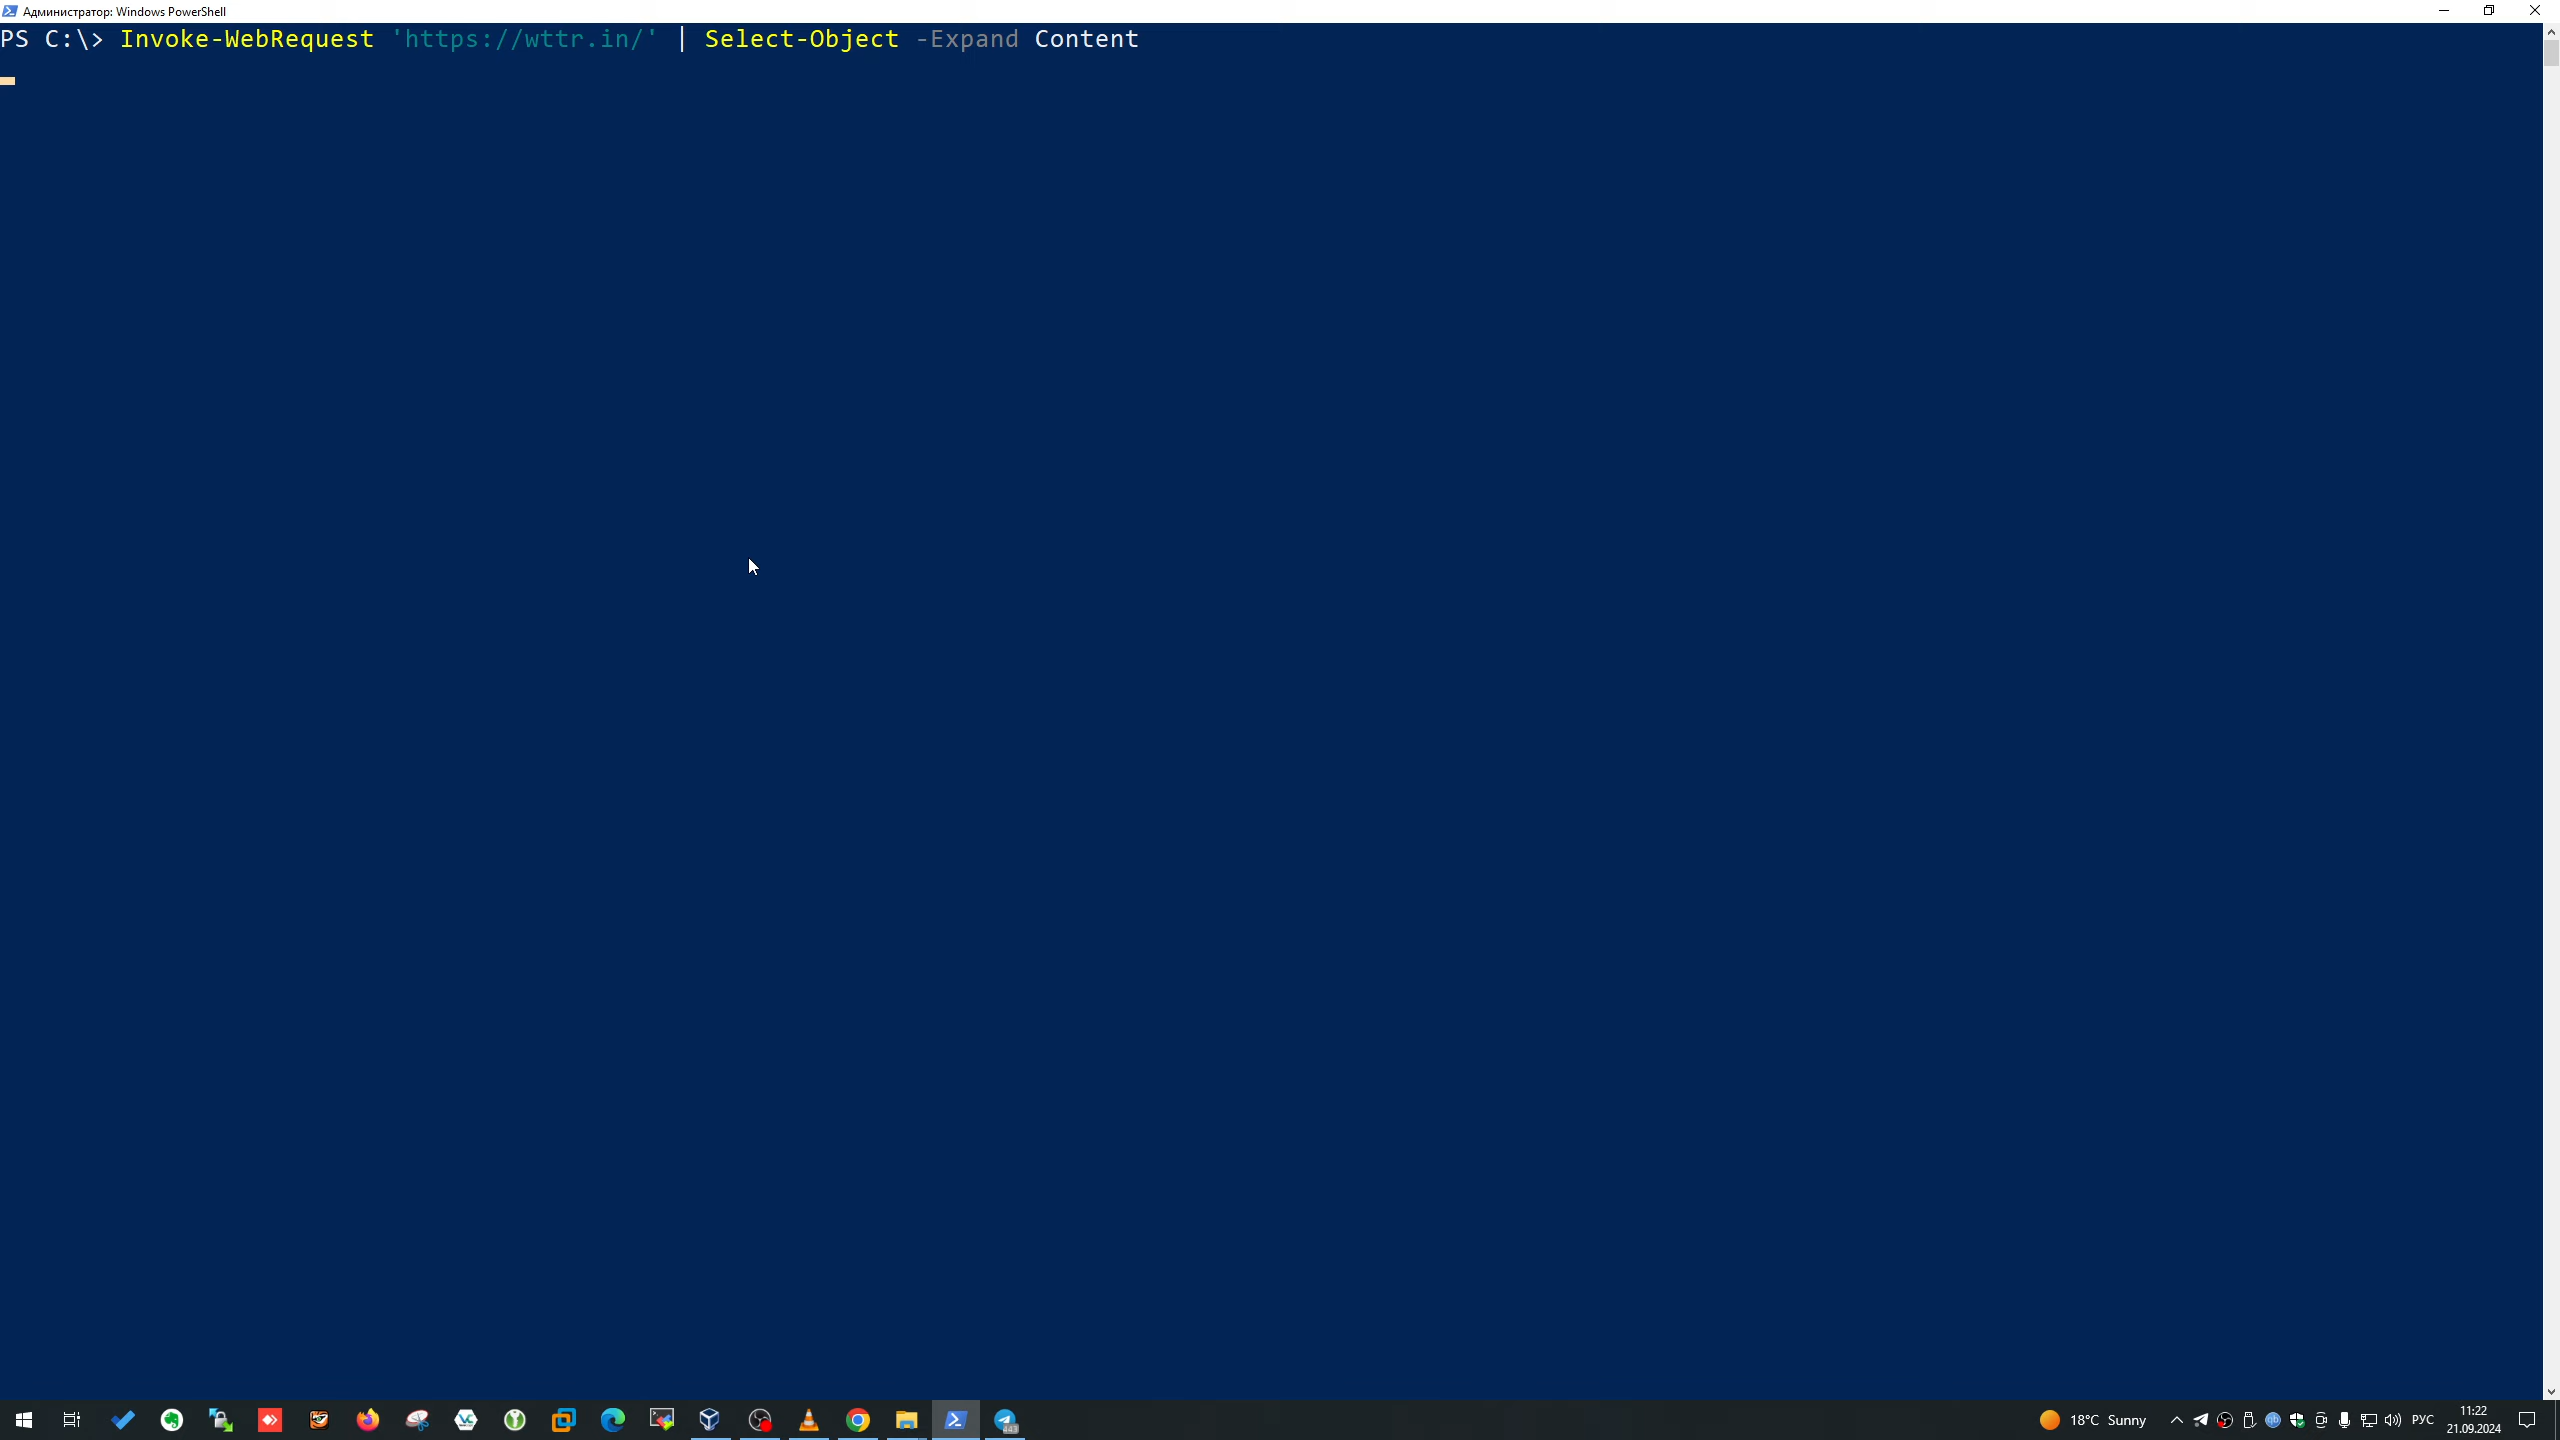 Администратор: Windows PowerShell
PS C:\> Invoke-WebRequest 'https://wttr.in/' | Select-Object -Expand Content
18°C Sunny
РУС
11:22
21.09.2024